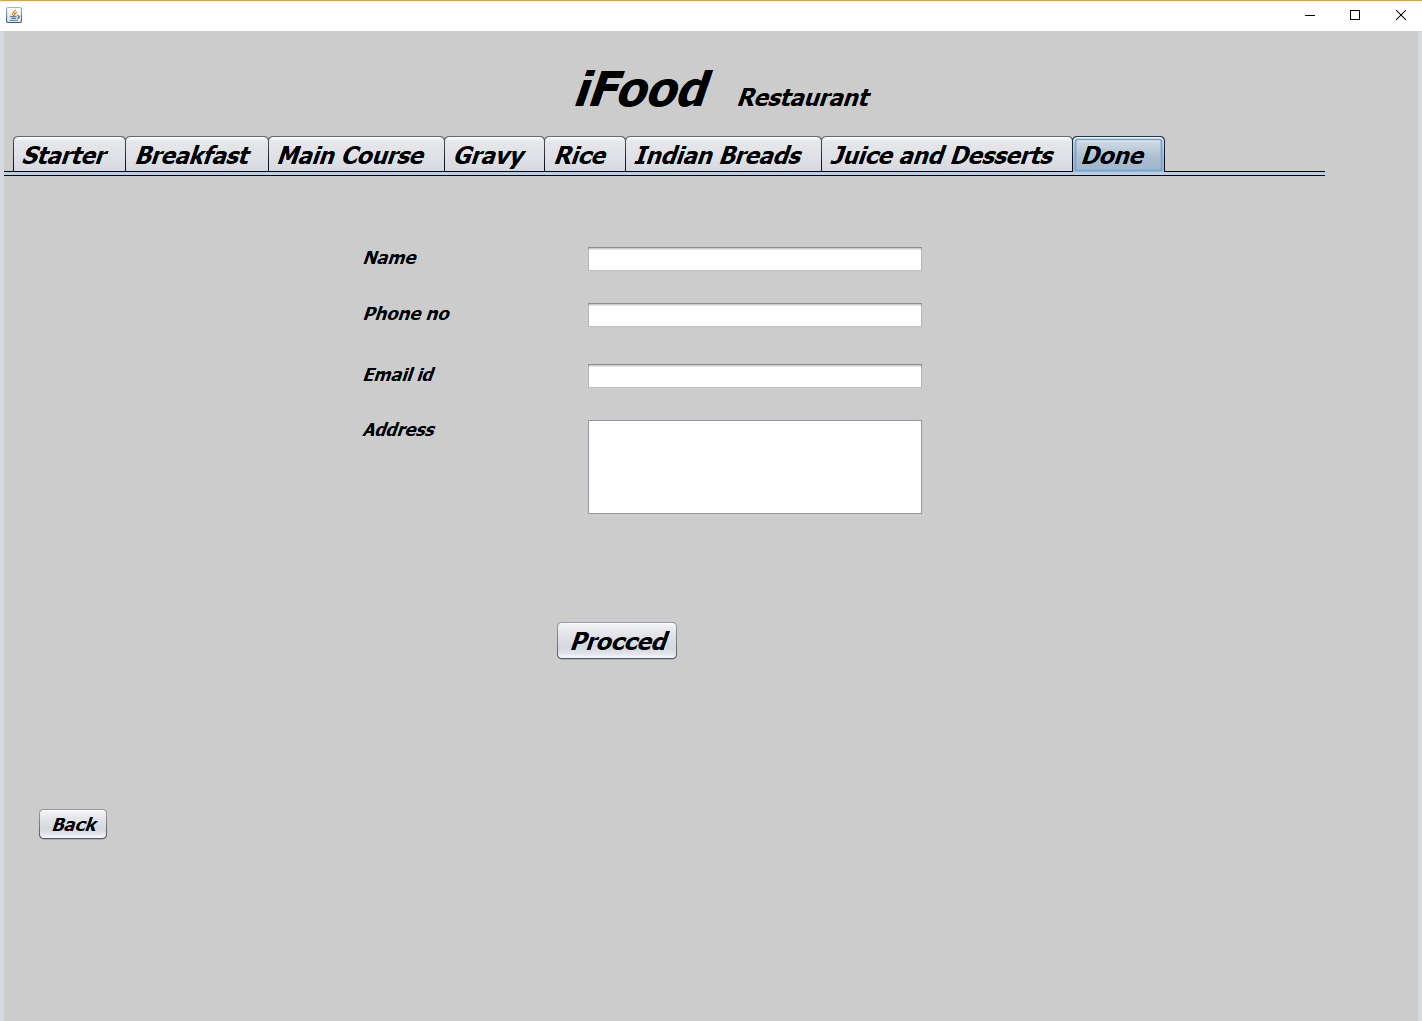 iFood Restaurant
Starter Breakfast Main Course Gravy Rice Indian Breads Juice and Desserts Done
Name
Phone no
Email id
Address
Procced
Back